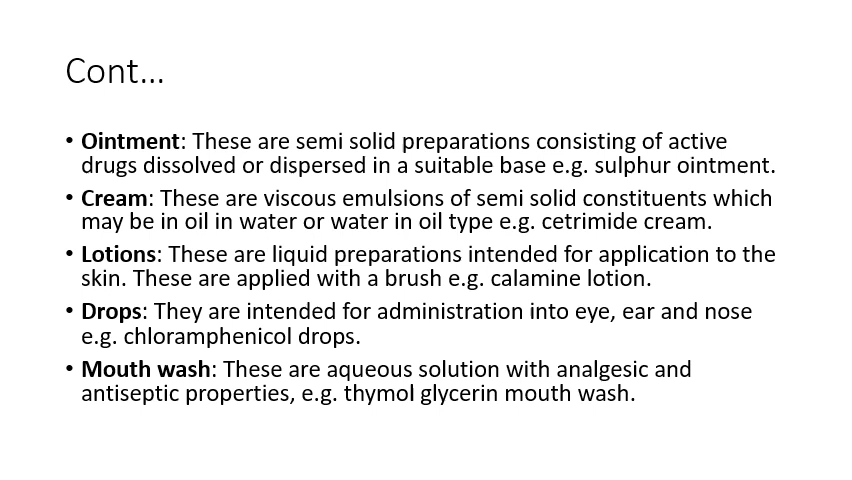 Cont…
• Ointment: These are semi solid preparations consisting of active
drugs dissolved or dispersed in a suitable base e.g. sulphur ointment.
• Cream: These are viscous emulsions of semi solid constituents which
may be in oil in water or water in oil type e.g. cetrimide cream.
• Lotions: These are liquid preparations intended for application to the
skin. These are applied with a brush e.g. calamine lotion.
• Drops: They are intended for administration into eye, ear and nose
e.g. chloramphenicol drops.
• Mouth wash: These are aqueous solution with analgesic and
antiseptic properties, e.g. thymol glycerin mouth wash.